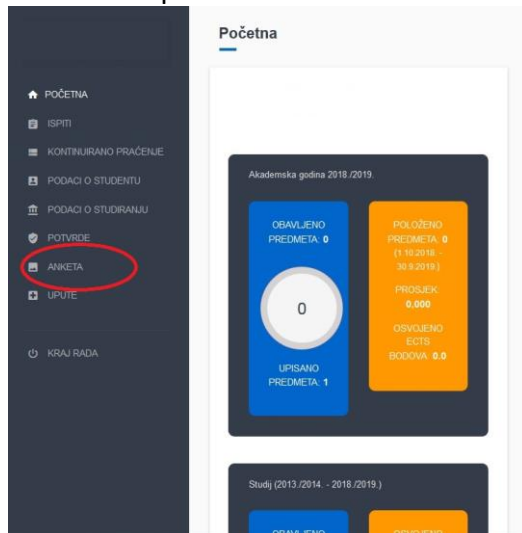 Početna
POČETNA
ISPITI
KONTINUIRANO PRAĆENJE
PODACI O STUDENTU
PODACI O STUDIRANJU
POTVRDE
ANKETA
UPUTE
KRAJ RADA
Akademska godina 2018./2019.
OBAVLJENO
PREDMETA: 0
0
UPISANO
PREDMETA: 1
POLOŽENO
PREDMETA: 0
(1.10.2018. -
30.9.2019.)
PROSJEK:
0,000
OSVOJENO
ECTS
BODOVA: 0.0
Studij (2013./2014. - 2018./2019.)
OBAVLJENO
OSVOJENO